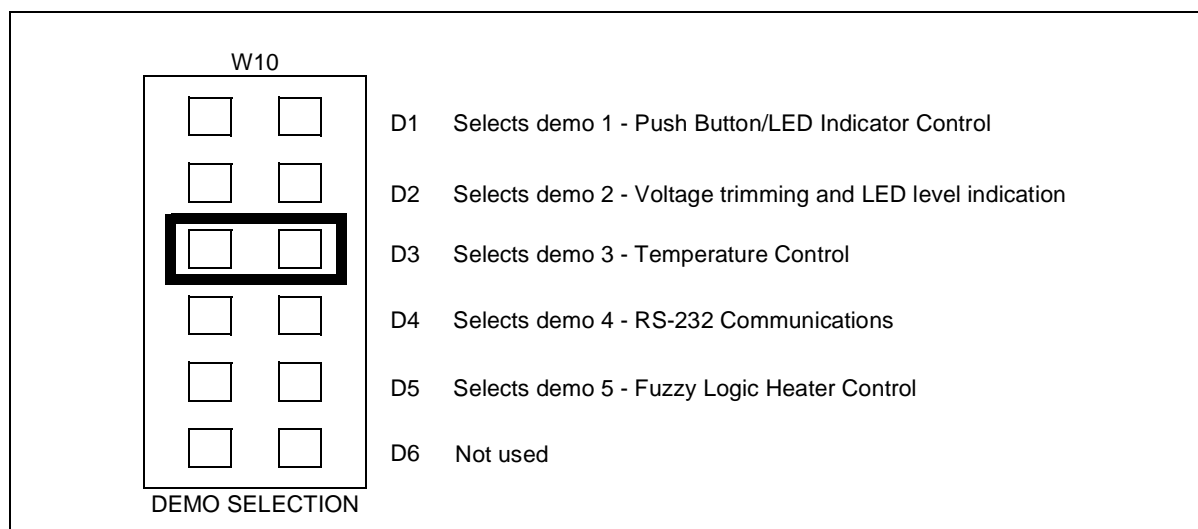 W10
D1 Selects demo 1 - Push Button/LED Indicator Control
D2 Selects demo 2 - Voltage trimming and LED level indication
D3 Selects demo 3 - Temperature Control
D4 Selects demo 4 - RS-232 Communications
D5 Selects demo 5 - Fuzzy Logic Heater Control
D6 Not used
DEMO SELECTION